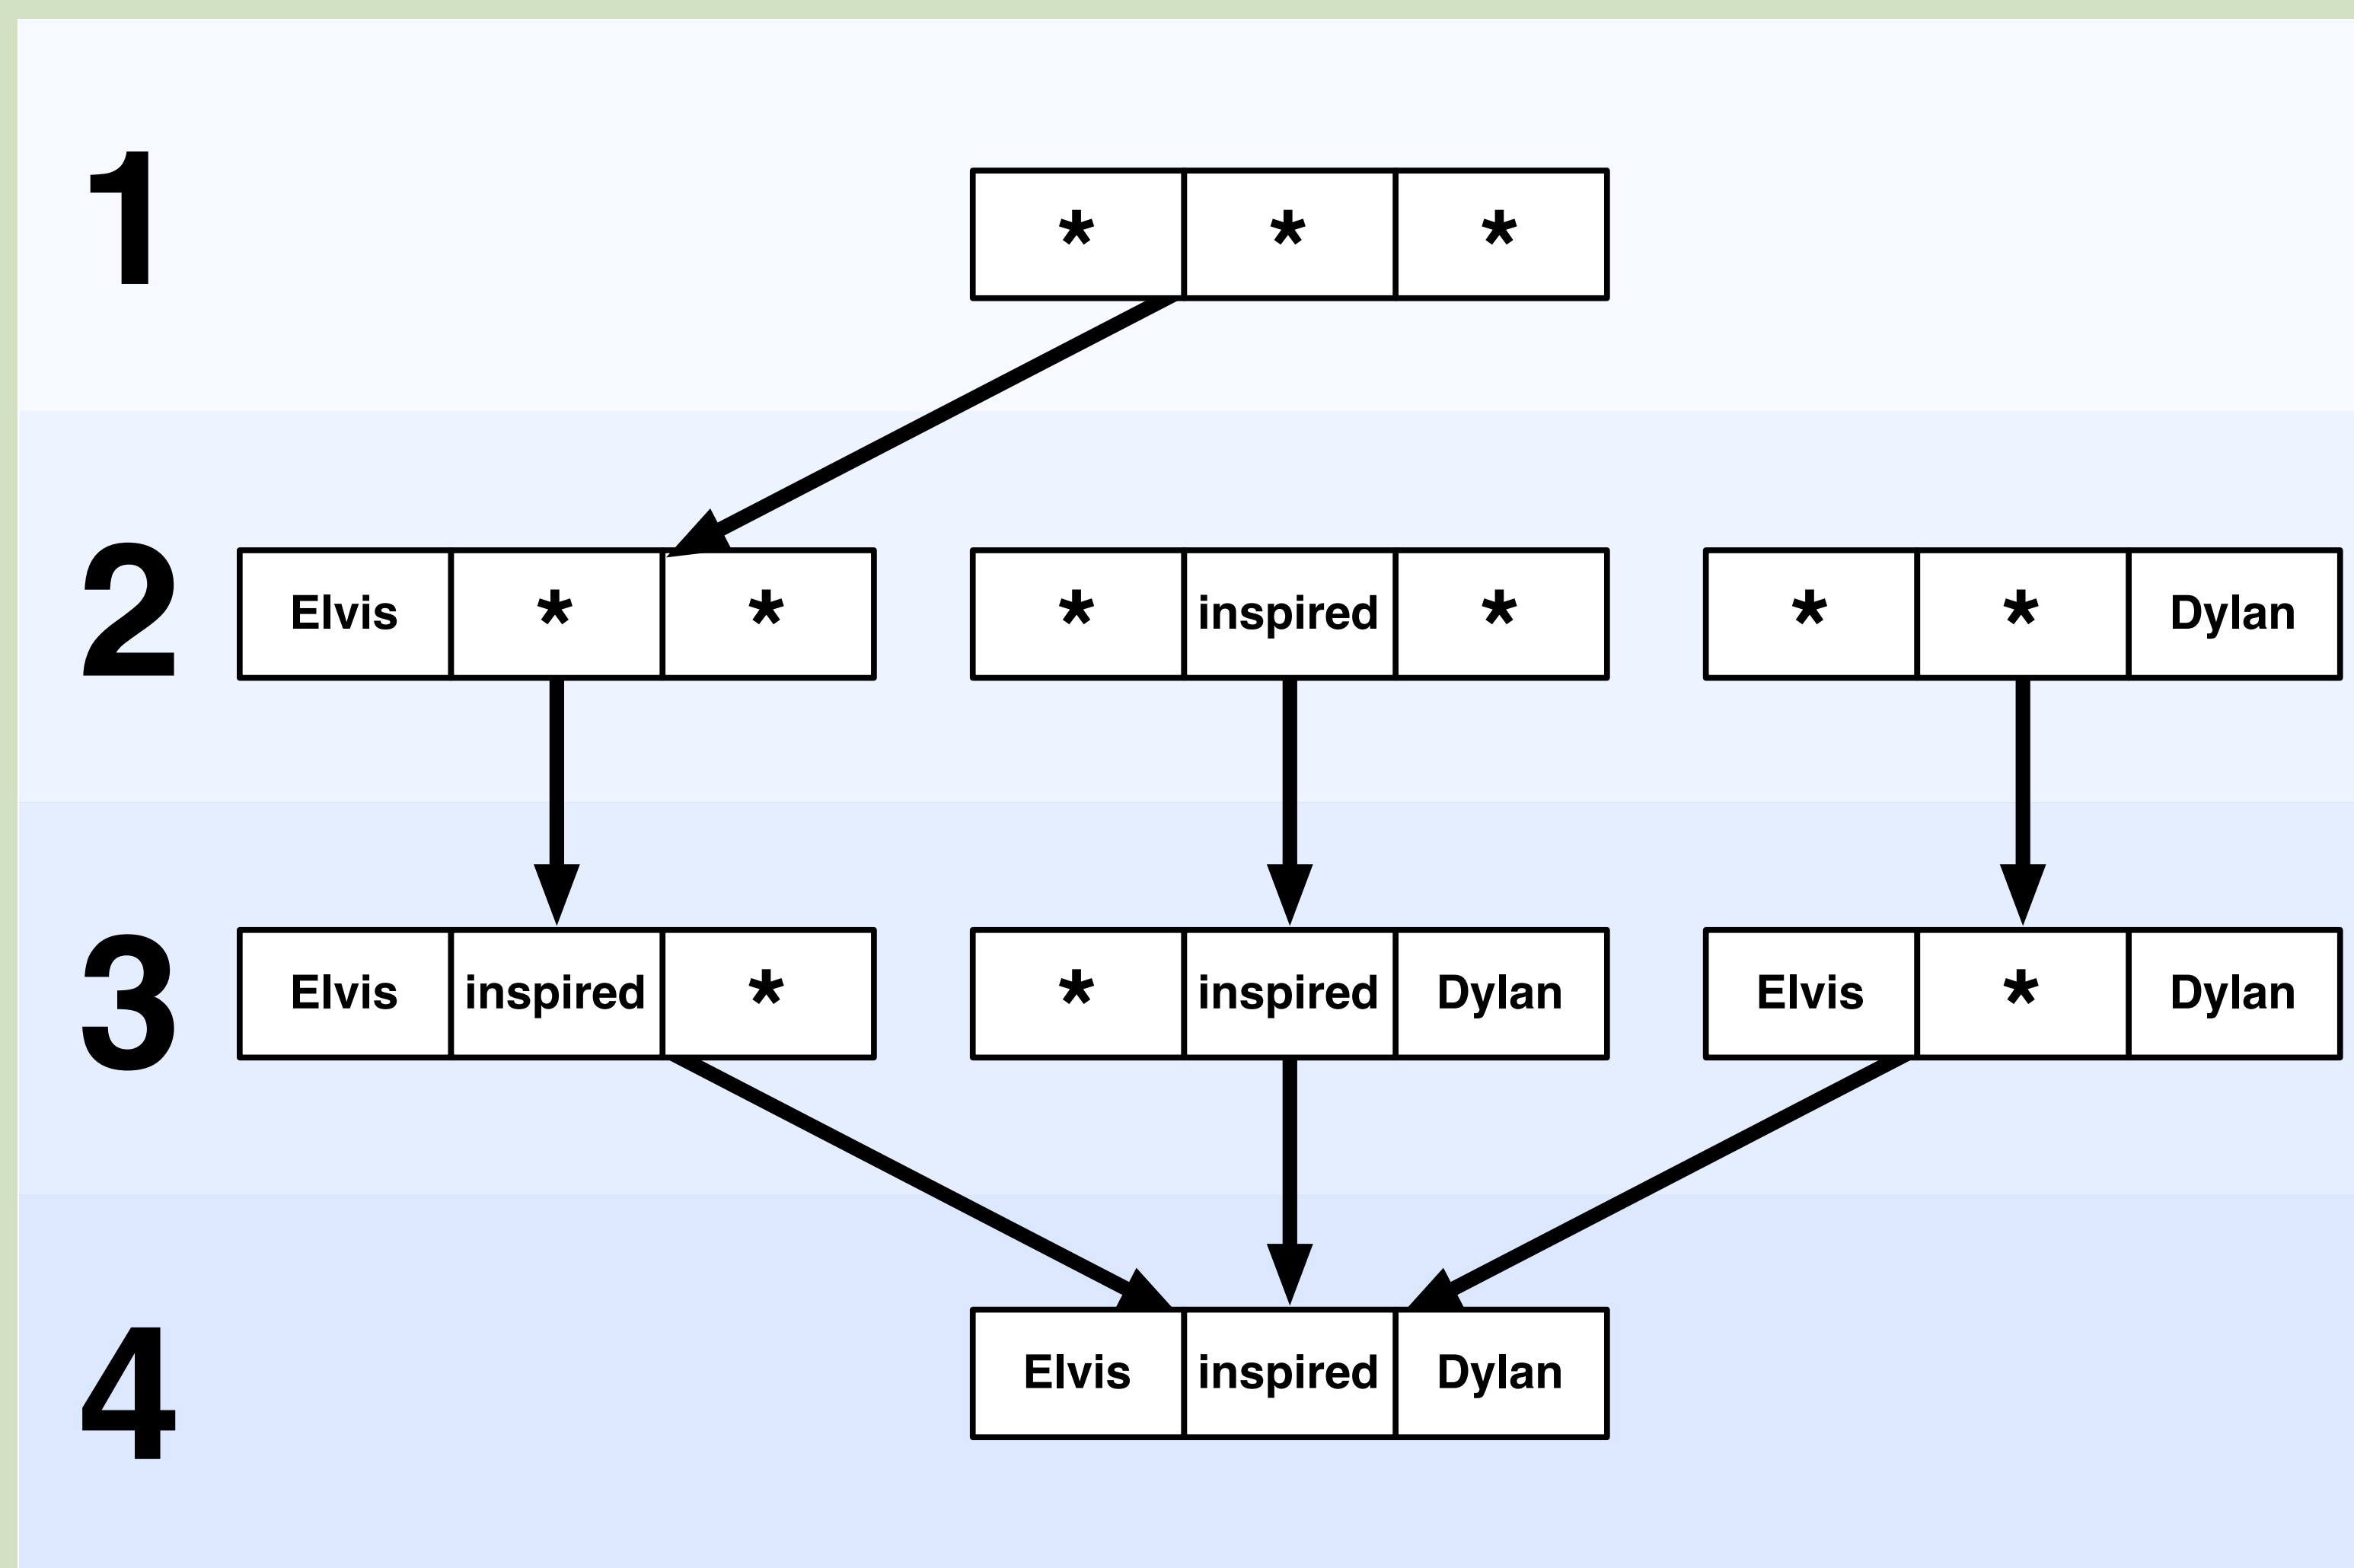 1
* * *
2
Elvis * *
* inspired *
* * Dylan
3
Elvis inspired *
* inspired Dylan
Elvis * Dylan
4
Elvis inspired Dylan